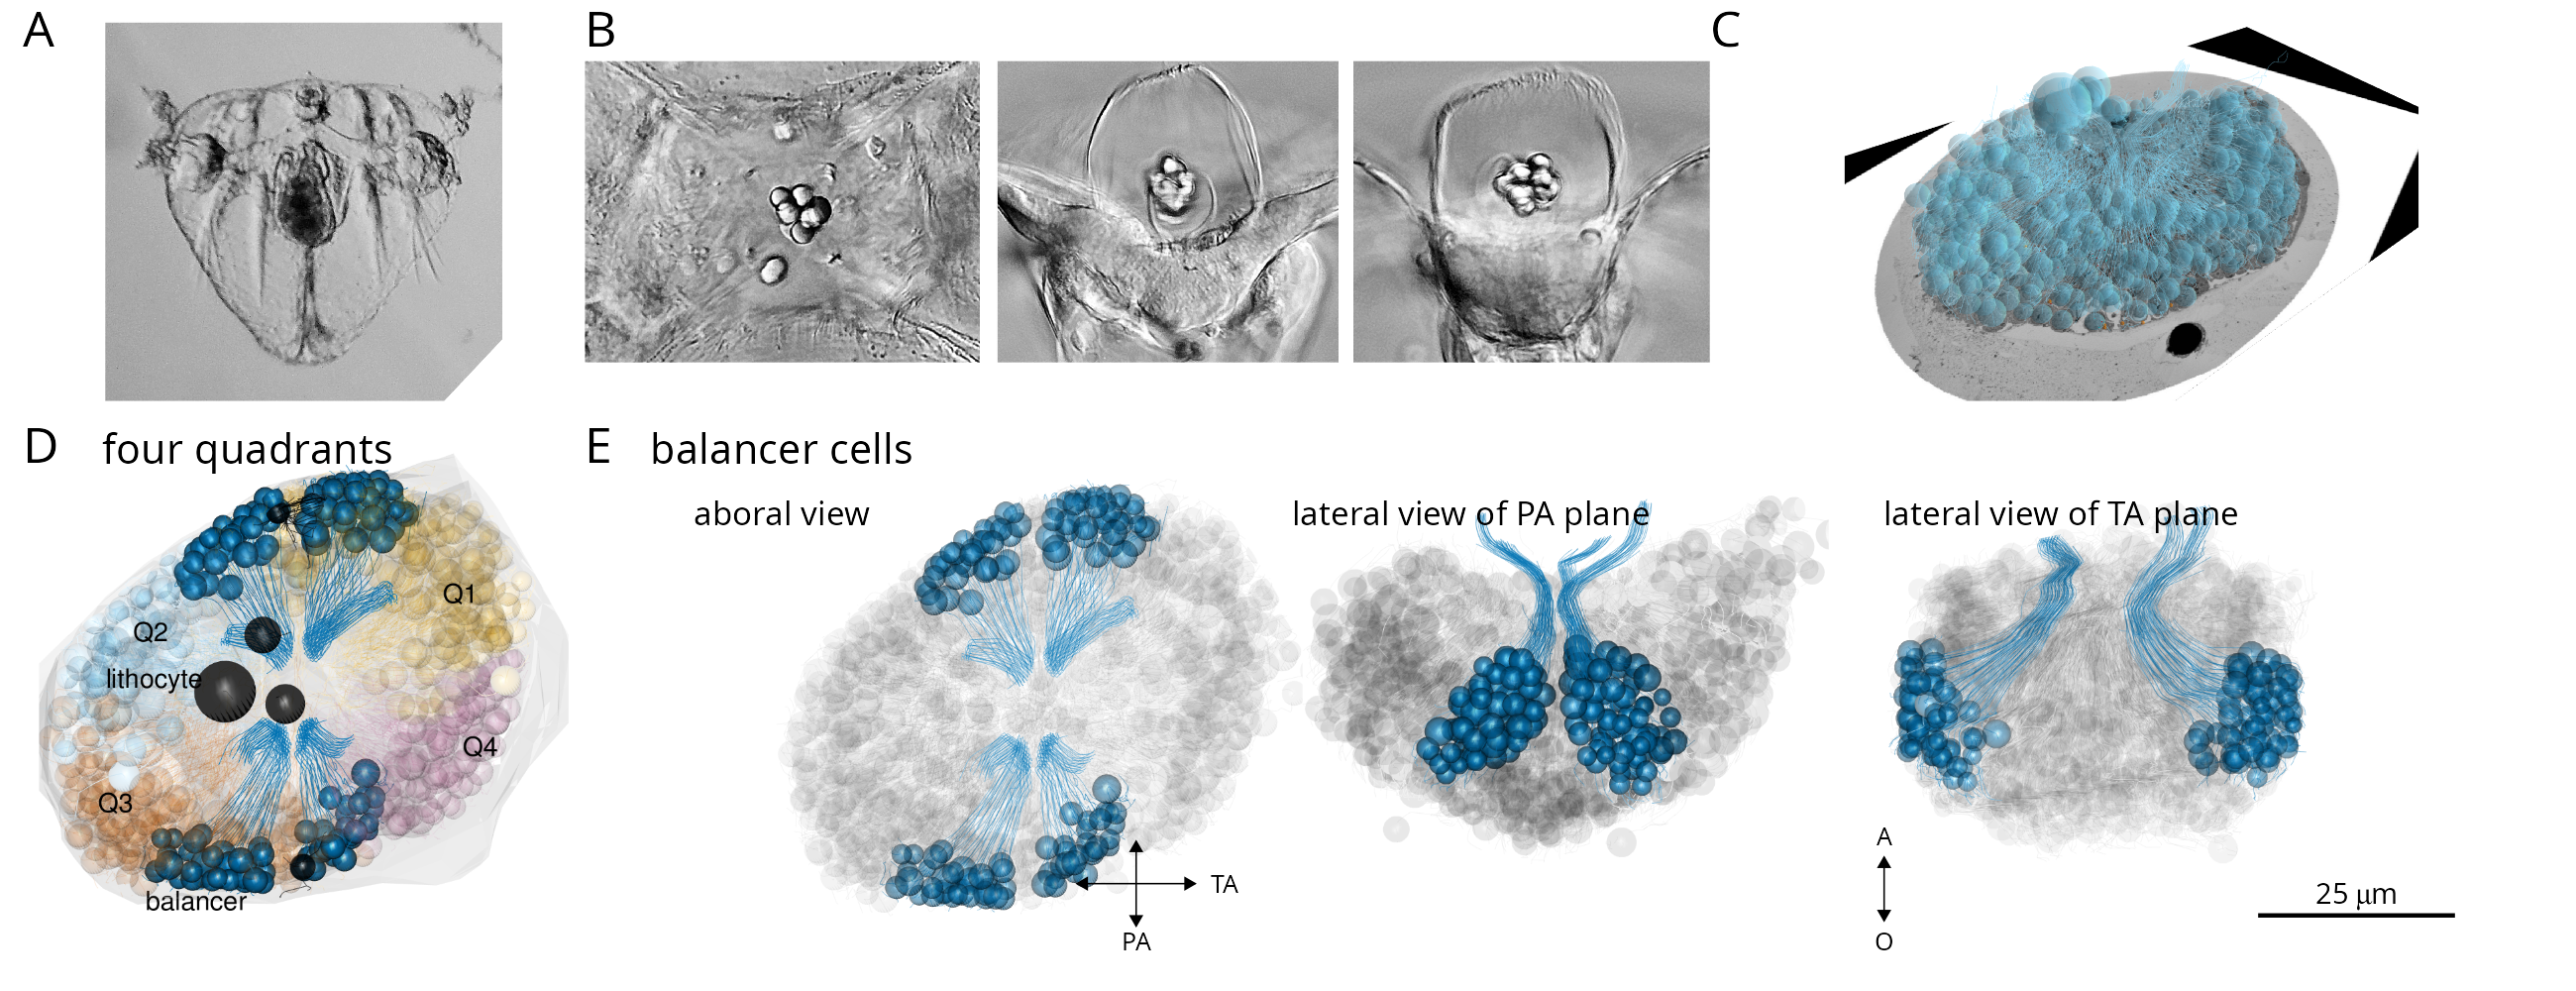 A
B
C
D four quadrants
Q1
Q2
lithocyte
Q4
Q3
balancer
E balancer cells
aboral view
lateral view of PA plane
lateral view of TA plane
TA
PA
A
O
25 μm